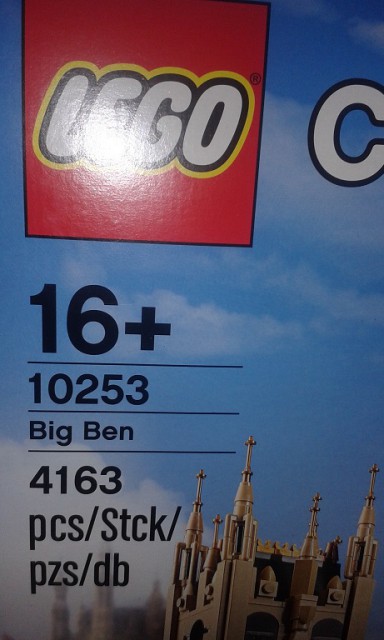 LEGO®
C
16+
10253
Big Ben
4163
pcs/Stck/
pzs/db